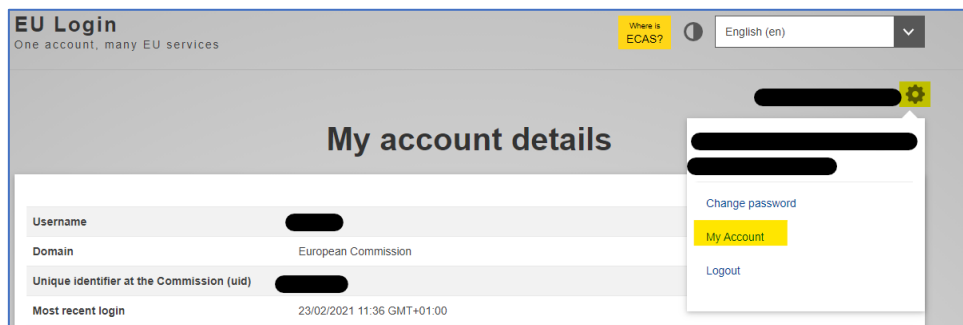 EU Login
One account, many EU services
Where is
ECAS?
English (en)
My account details
Change password
My Account
Logout
Username
Domain European Commission
Unique identifier at the Commission (uid)
Most recent login 23/02/2021 11:36 GMT+01:00